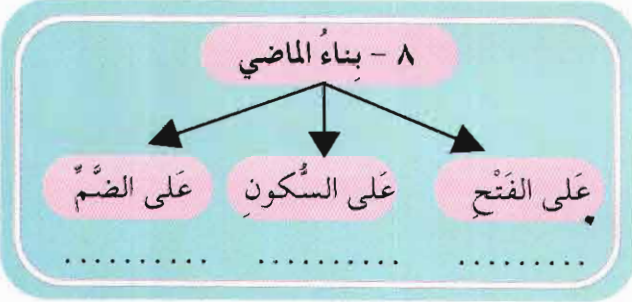 ٨ - بِناءُ الماضي
عَلى الفَتْحِ عَلى السُّكونِ عَلى الضَّمِّ
.......... .......... ..........